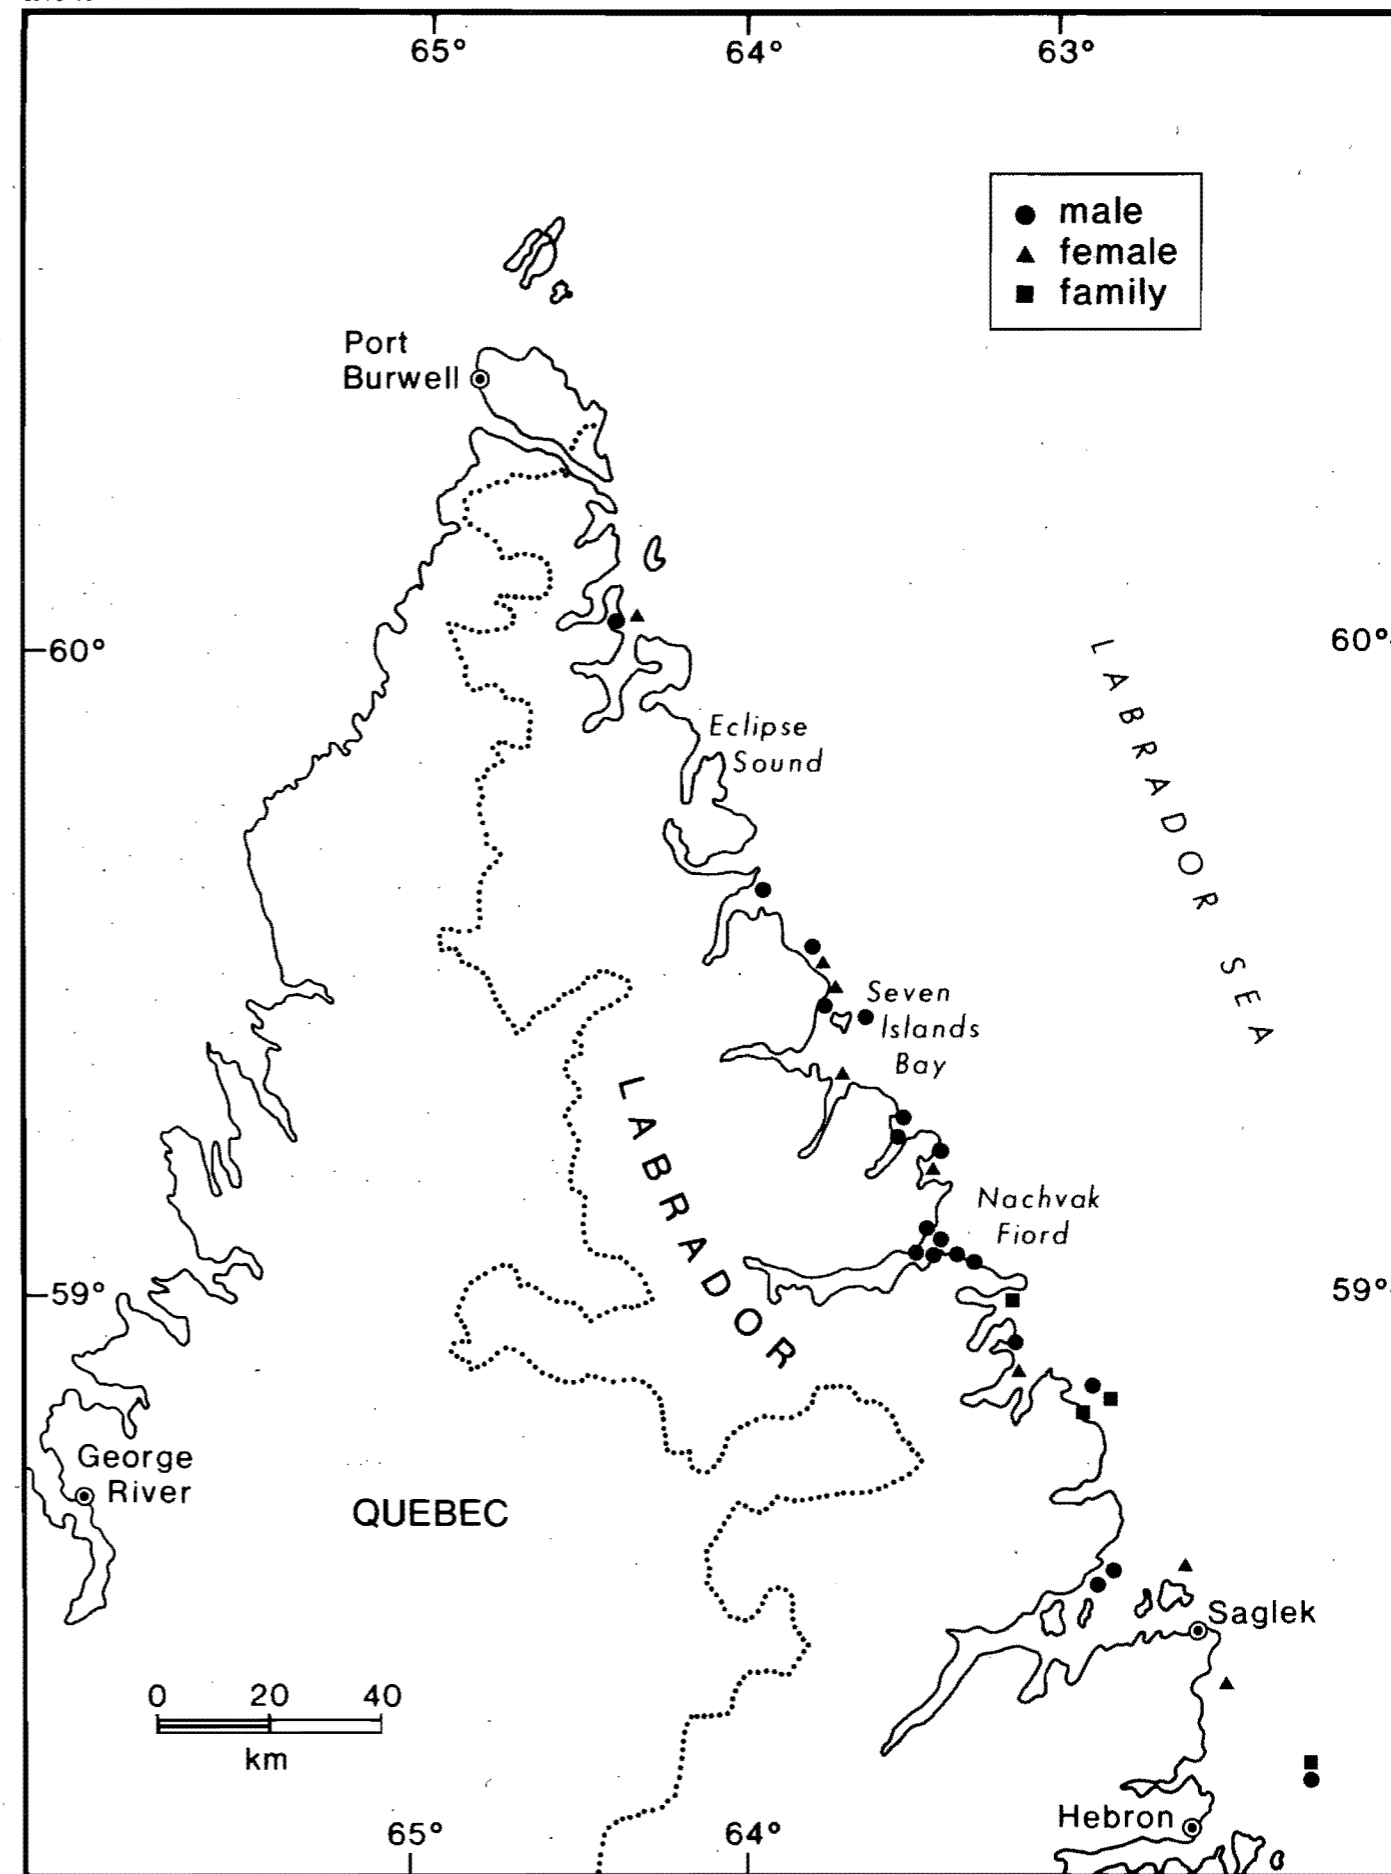 65° 64° 63°
male
female
family
Port
Burwell
60° 60°
LABRADOR SEA
Eclipse
Sound
Seven
Islands
Bay
LABRADOR
Nachvak
Fiord
59° 59°
George
River
QUEBEC
Saglek
0 20 40
km
Hebron
65° 64°